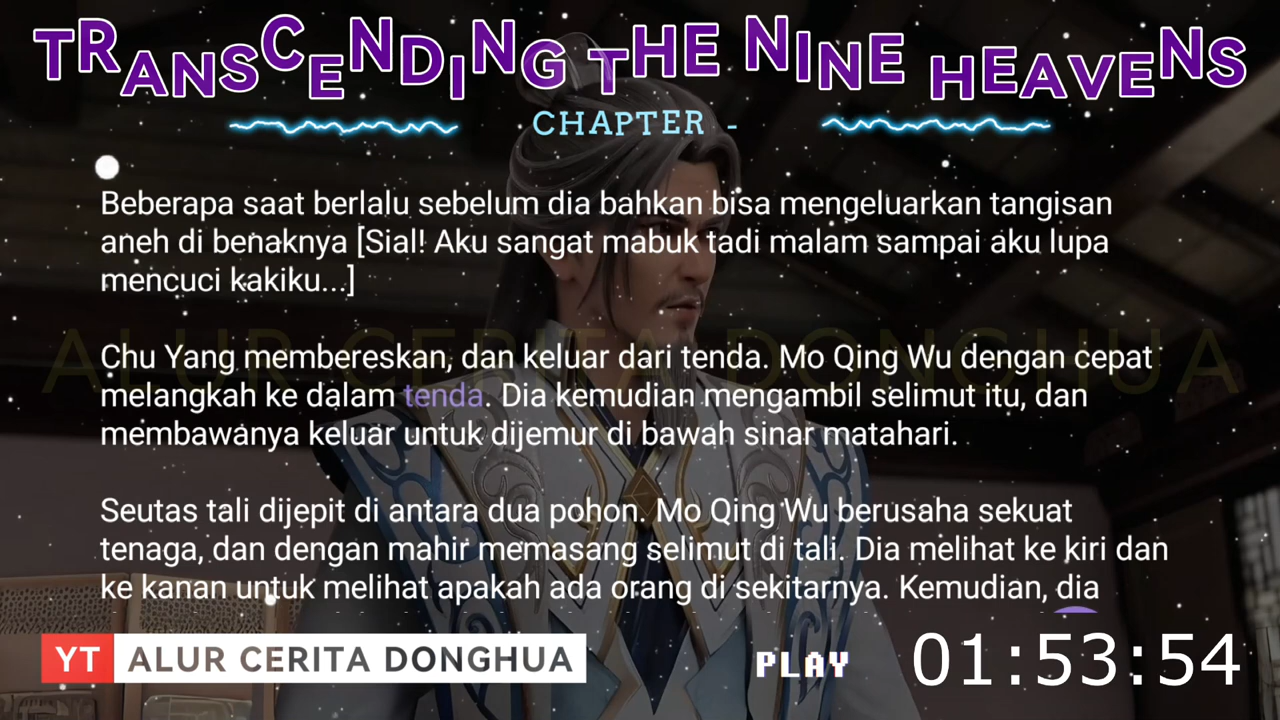 TRANSCENDING THE NINE HEAVENS
CHAPTER -
Beberapa saat berlalu sebelum dia bahkan bisa mengeluarkan tangisan
aneh di benaknya [Sial! Aku sangat mabuk tadi malam sampai aku lupa
mencuci kakiku...]
ALUR CERITA DONGHUA
Chu Yang membereskan, dan keluar dari tenda. Mo Qing Wu dengan cepat
melangkah ke dalam tenda. Dia kemudian mengambil selimut itu, dan
membawanya keluar untuk dijemur di bawah sinar matahari.
Seutas tali dijepit di antara dua pohon. Mo Qing Wu berusaha sekuat
tenaga, dan dengan mahir memasang selimut di tali. Dia melihat ke kiri dan
ke kanan untuk melihat apakah ada orang di sekitarnya. Kemudian, dia
YT ALUR CERITA DONGHUA
PLAY
01:53:54